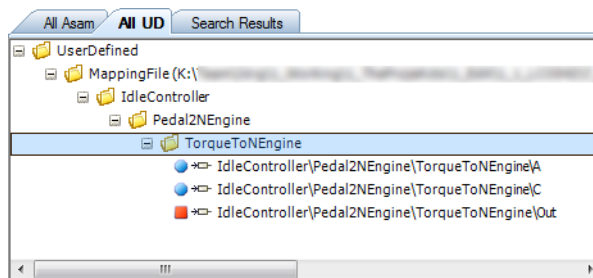 All Asam All UD Search Results
UserDefined
MappingFile (K:\
IdleController
Pedal2NEngine
TorqueToNEngine
IdleController\Pedal2NEngine\TorqueToNEngine\A
IdleController\Pedal2NEngine\TorqueToNEngine\C
IdleController\Pedal2NEngine\TorqueToNEngine\Out